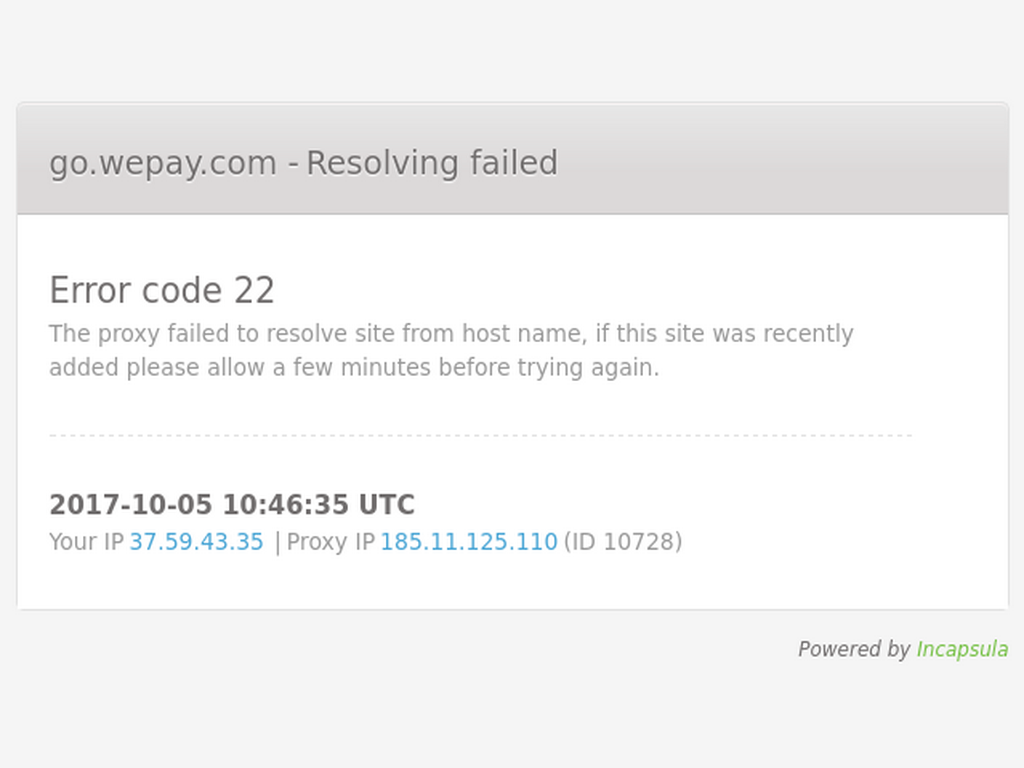 go.wepay.com - Resolving failed
Error code 22
The proxy failed to resolve site from host name, if this site was recently
added please allow a few minutes before trying again.
2017-10-05 10:46:35 UTC
Your IP 37.59.43.35 | Proxy IP 185.11.125.110 (ID 10728)
Powered by Incapsula